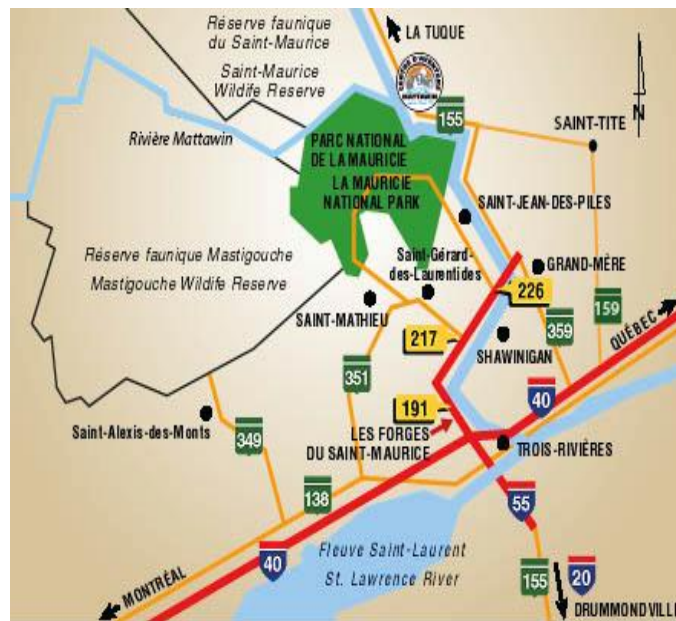 Réserve faunique
du Saint-Maurice
Saint-Maurice
Wildlife Reserve
LA TUQUE
CENTRE D'AVENTURE
MATTAWIN
N
155
SAINT-TITE
Rivière Mattawin
PARC NATIONAL
DE LA MAURICIE
LA MAURICIE
NATIONAL PARK
SAINT-JEAN-DES-PILES
Réserve faunique Mastigouche
Mastigouche Wildlife Reserve
Saint-Gérard-
des-Laurentides
GRAND-MÈRE
226
SAINT-MATHIEU
159
QUÉBEC
217
359
SHAWINIGAN
351
191
40
Saint-Alexis-des-Monts
349
LES FORGES
DU SAINT-MAURICE
TROIS-RIVIÈRES
138
55
40
Fleuve Saint-Laurent
St. Lawrence River
MONTRÉAL
155
20
DRUMMONDVILLE